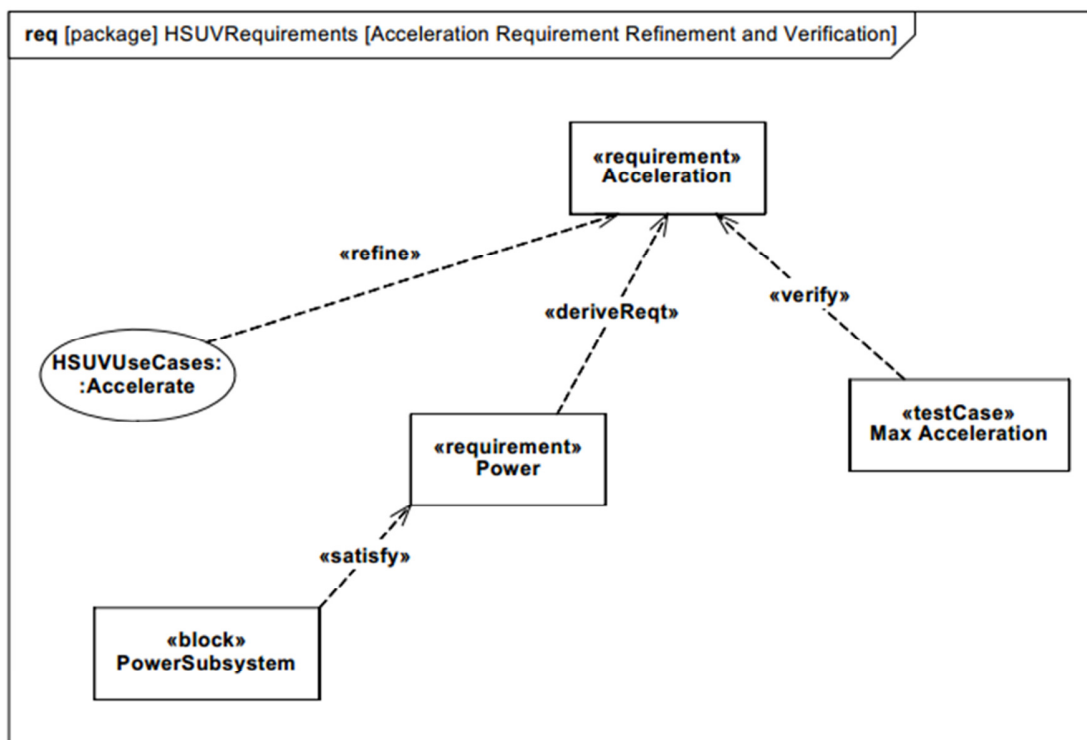 req [package] HSUVRequirements [Acceleration Requirement Refinement and Verification]
«requirement»
Acceleration
«refine»
«deriveReqt»
«verify»
HSUVUseCases:
:Accelerate
«testCase»
Max Acceleration
«requirement»
Power
«satisfy»
«block»
PowerSubsystem